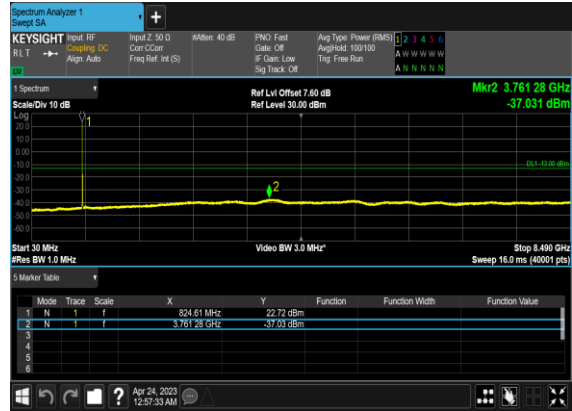 Spectrum Analyzer 1
Swept SA
KEYSIGHT Input: RF Input Z: 50 Ω #Atten: 40 dB PNO: Fast Avg Type: Power (RMS) 1 2 3 4 5 6
RLT Coupling: DC Corr CCorr Gate: Off Avg|Hold: 100/100 A W W W W W
Align: Auto Freq Ref: Int (S) IF Gain: Low Trig: Free Run
Sig Track: Off A N N N N N
1 Spectrum Ref Lvl Offset 7.60 dB Mkr2 3.761 28 GHz
Scale/Div 10 dB Ref Level 30.00 dBm -37.031 dBm
Log
20.0
10.0
0.00
-10.0
-20.0
-30.0
-40.0
-50.0
-60.0
1
DL1 -13.00 dBm
2
Start 30 MHz Video BW 3.0 MHz* Stop 8.490 GHz
#Res BW 1.0 MHz Sweep 16.0 ms (40001 pts)
5 Marker Table
Mode Trace Scale X Y Function Function Width Function Value
1 N 1 f 824.61 MHz 22.72 dBm
2 N 1 f 3.761 28 GHz -37.03 dBm
3
4
5
6
Apr 24, 2023
12:57:33 AM